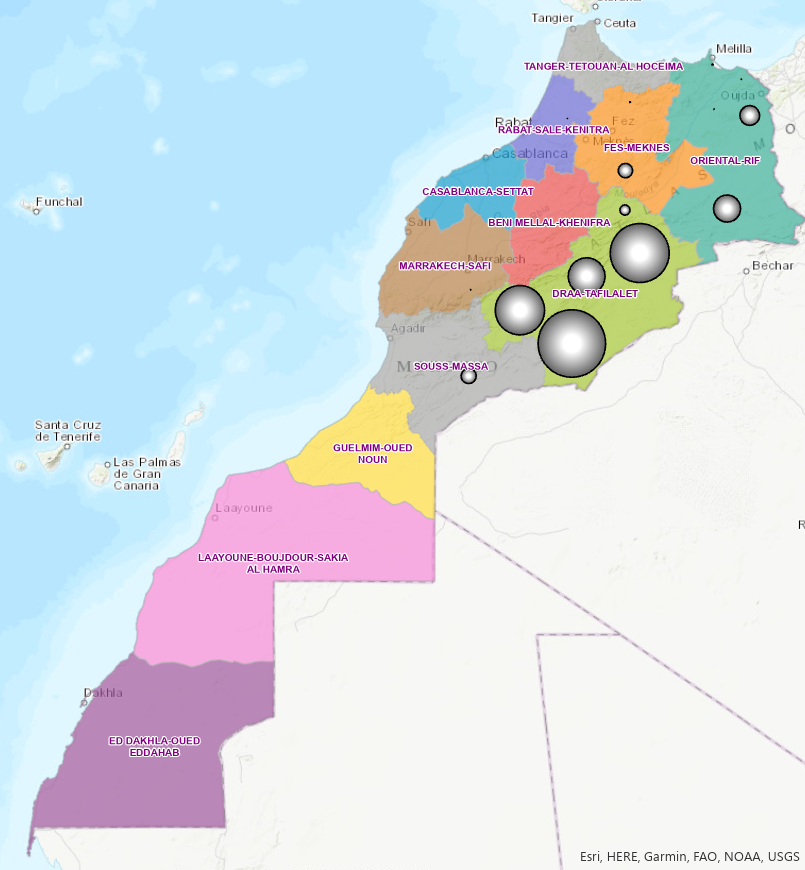 Tangier
Ceuta
Melilla
TANGER-TETOUAN-AL HOCEIMA
Oujda
Rabat
RABAT-SALE-KENITRA
Fez
Meknès
FES-MEKNES
Casablanca
ORIENTAL-RIF
CASABLANCA-SETTAT
Funchal
Safi
BENI MELLAL-KHENIFRA
Marrakech
MARRAKECH-SAFI
Bechar
DRAA-TAFILALET
Agadir
SOUSS-MASSA
Santa Cruz
de Tenerife
Las Palmas
de Gran
Canaria
GUELMIM-OUED
NOUN
Laayoune
LAAYOUNE-BOUJDOUR-SAKIA
AL HAMRA
Dakhla
ED DAKHLA-OUED
EDDAHAB
Esri, HERE, Garmin, FAO, NOAA, USGS